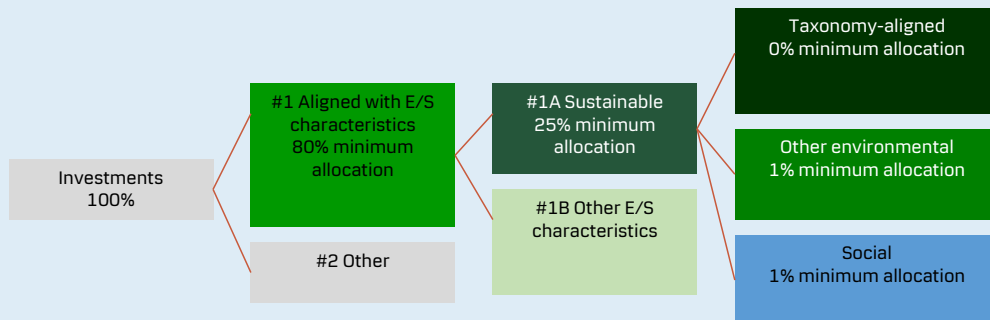 Investments
100%
#1 Aligned with E/S
characteristics
80% minimum
allocation
#2 Other
#1A Sustainable
25% minimum
allocation
#1B Other E/S
characteristics
Taxonomy-aligned
0% minimum allocation
Other environmental
1% minimum allocation
Social
1% minimum allocation